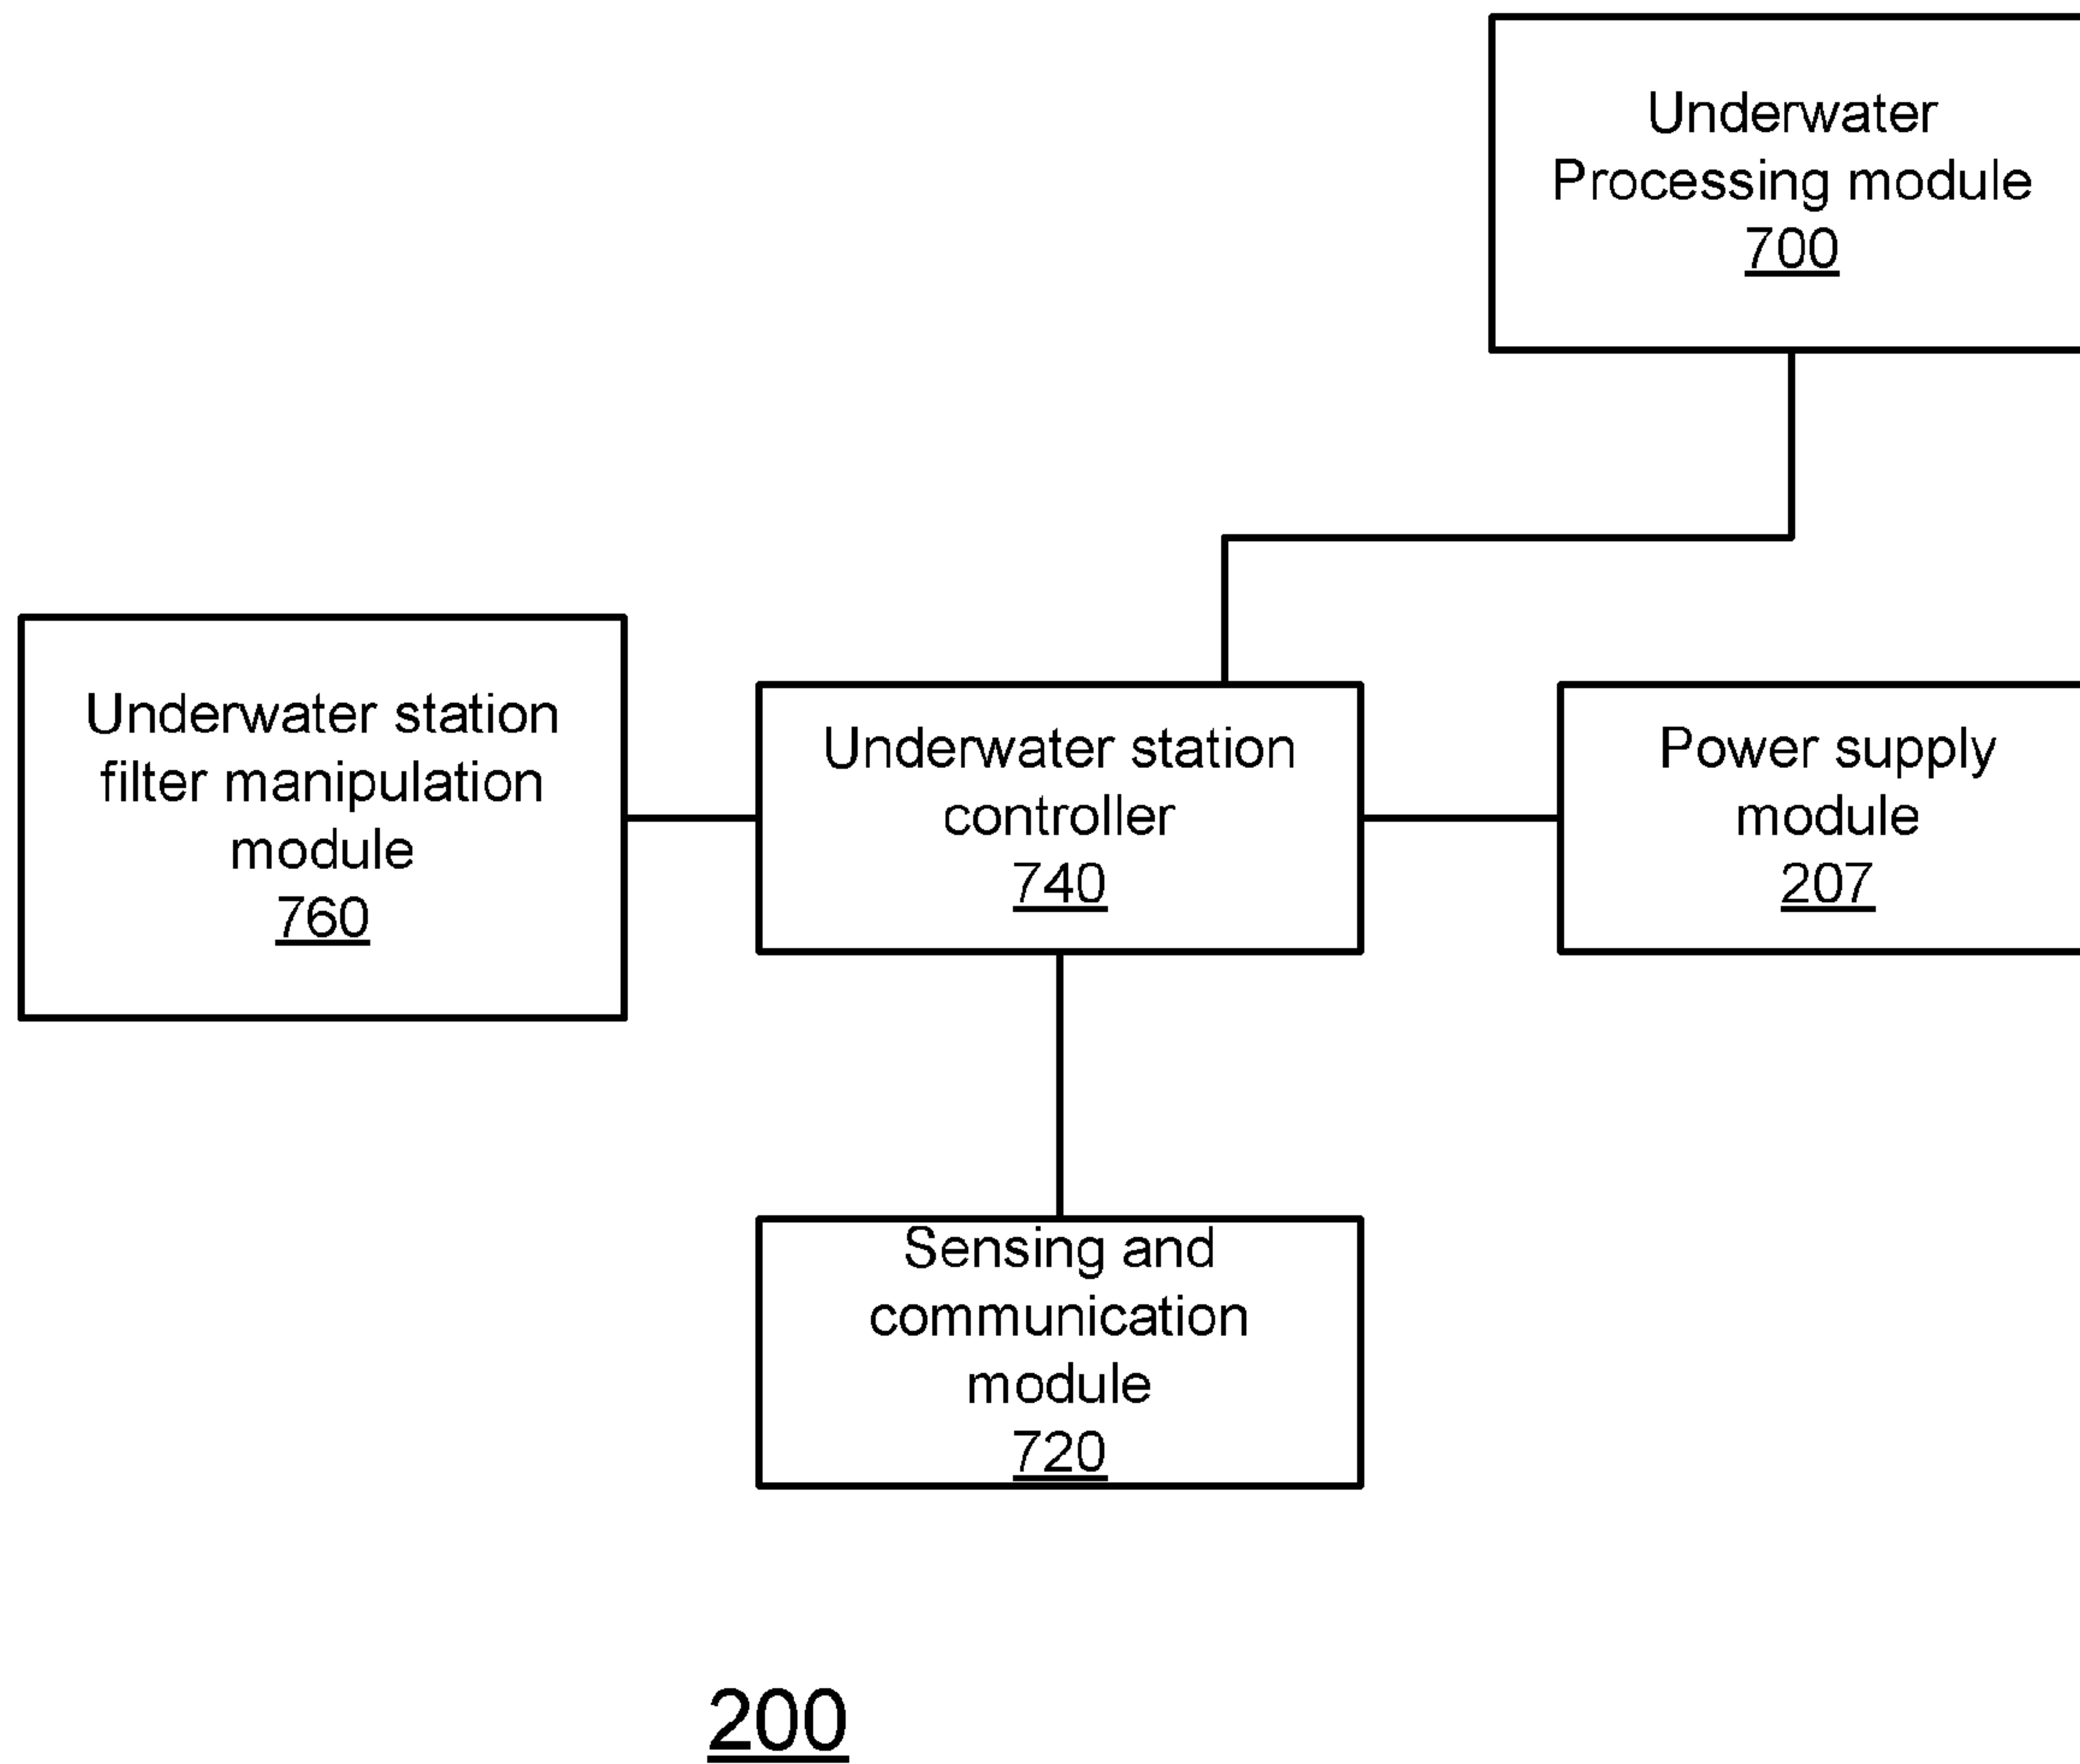 Underwater
Processing module
700
Underwater station
filter manipulation
module
760
Underwater station
controller
740
Power supply
module
207
Sensing and
communication
module
720
200